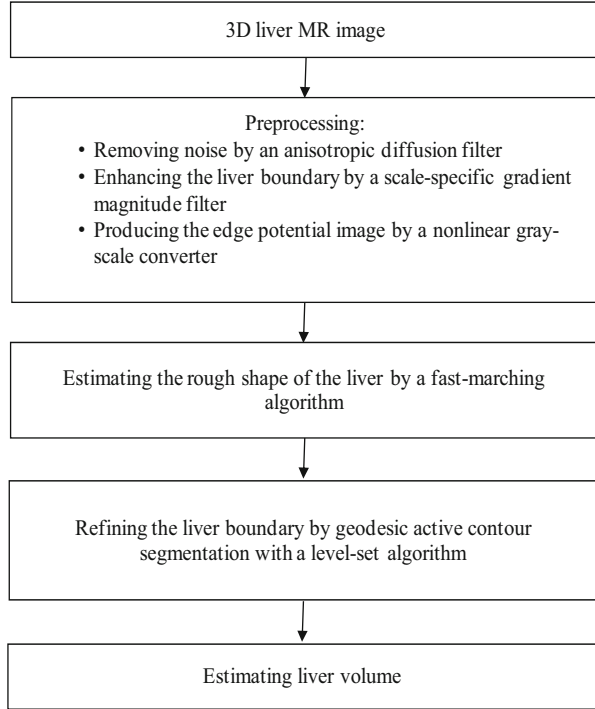 3D liver MR image
Preprocessing:
• Removing noise by an anisotropic diffusion filter
• Enhancing the liver boundary by a scale-specific gradient
magnitude filter
• Producing the edge potential image by a nonlinear gray-
scale converter
Estimating the rough shape of the liver by a fast-marching
algorithm
Refining the liver boundary by geodesic active contour
segmentation with a level-set algorithm
Estimating liver volume